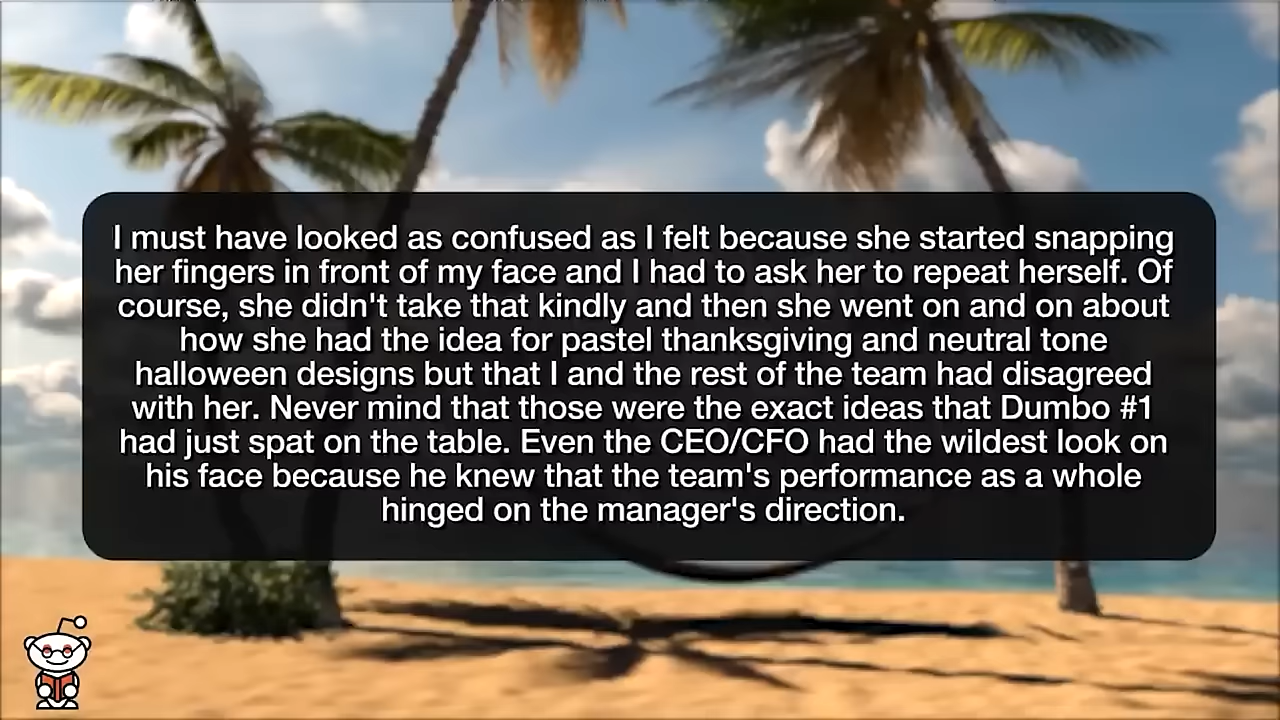 I must have looked as confused as I felt because she started snapping
her fingers in front of my face and I had to ask her to repeat herself. Of
course, she didn't take that kindly and then she went on and on about
how she had the idea for pastel thanksgiving and neutral tone
halloween designs but that I and the rest of the team had disagreed
with her. Never mind that those were the exact ideas that Dumbo #1
had just spat on the table. Even the CEO/CFO had the wildest look on
his face because he knew that the team's performance as a whole
hinged on the manager's direction.